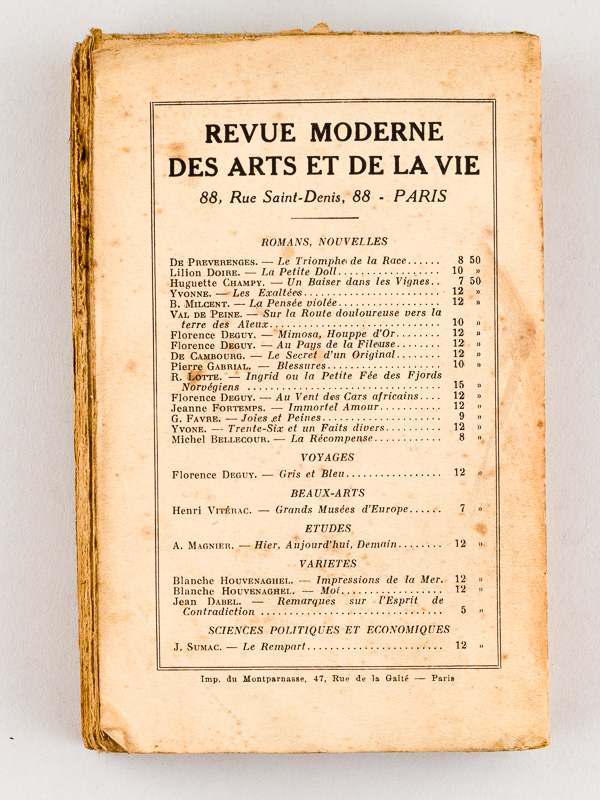 REVUE MODERNE
DES ARTS ET DE LA VIE
88, Rue Saint-Denis, 88 - PARIS
ROMANS, NOUVELLES
DE PREVERENGES. — Le Triomphe de la Race...... 8 50
Lilion DOIRE. — La Petite Doll.................. 10 »
Huguette CHAMPY. — Un Baiser dans les Vignes.. 7 50
YVONNE. — Les Exaltées........................ 12 »
B. MILCENT. — La Pensée violée.................. 12 »
VAL DE PEINE. — Sur la Route douloureuse vers la
terre des Aïeux.............................. 10 »
Florence DEGUY. — Mimosa, Houppe d'Or........ 12 »
Florence DEGUY. — Au Pays de la Fileuse........ 12 »
DE CAMBOURG. — Le Secret d'un Original........ 12 »
Pierre GABRIAL. — Blessures.................... 10 »
R. LOTTE. — Ingrid ou la Petite Fée des Fjords
Norvégiens .................................. 15 »
Florence DEGUY. — Au Vent des Cars africains.... 12 »
Jeanne FORTEMPS. — Immortel Amour........... 12 »
G. FAVRE. — Joies et Peines..................... 9 »
YVONE. — Trente-Six et un Faits divers.......... 12 »
Michel BELLECOUR. — La Récompense............ 8 »
VOYAGES
Florence DEGUY. — Gris et Bleu................. 12 »
BEAUX-ARTS
Henri VITÉRAC. — Grands Musées d'Europe...... 7 »
ETUDES
A. MAGNIER. — Hier, Aujourd'hui, Demain........ 12 »
VARIETES
Blanche HOUVENAGHEL. — Impressions de la Mer. 12 »
Blanche HOUVENAGHEL. — Moi.................. 12 »
Jean DABEL. — Remarques sur l'Esprit de
Contradiction ................................ 5 »
SCIENCES POLITIQUES ET ECONOMIQUES
J. SUMAC. — Le Rempart........................ 12 »
Imp. du Montparnasse, 47, Rue de la Gaîté — Paris